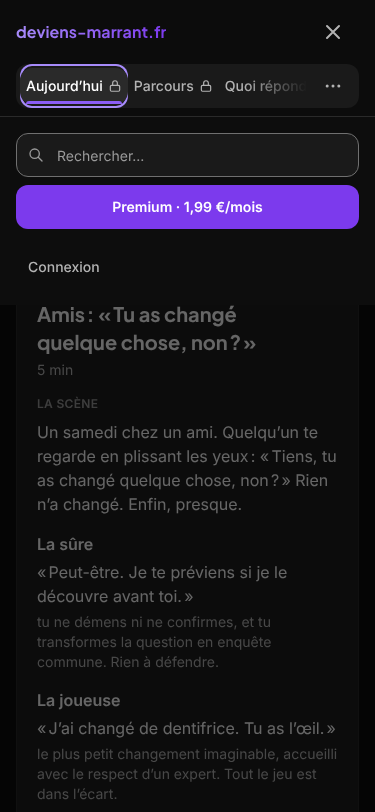 deviens-marrant.fr
Aujourd’hui Parcours Quoi répond
Rechercher...
Premium · 1,99 €/mois
Connexion
Amis : « Tu as changé
quelque chose, non ? »
5 min
LA SCÈNE
Un samedi chez un ami. Quelqu’un te
regarde en plissant les yeux : « Tiens, tu
as changé quelque chose, non ? » Rien
n’a changé. Enfin, presque.
La sûre
« Peut-être. Je te préviens si je le
découvre avant toi. »
tu ne démens ni ne confirmes, et tu
transformes la question en enquête
commune. Rien à défendre.
La joueuse
« J’ai changé de dentifrice. Tu as l’œil. »
le plus petit changement imaginable, accueilli
avec le respect d’un expert. Tout le jeu est
dans l’écart.